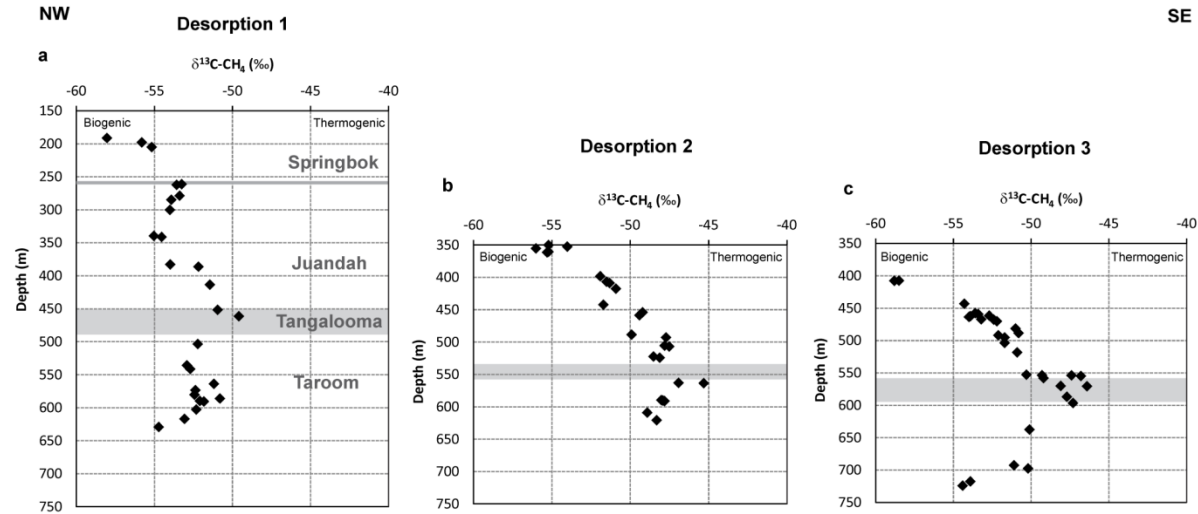 NW
SE
Desorption 1
a
δ¹³C-CH₄ (‰)
-60 -55 -50 -45 -40
150
Biogenic Thermogenic
200
Springbok
250
300
350
Juandah
400
450
Tangalooma
500
550
Taroom
600
650
700
750
Depth (m)
Desorption 2
b
δ¹³C-CH₄ (‰)
-60 -55 -50 -45 -40
350
Biogenic Thermogenic
400
450
500
550
600
650
700
750
Depth (m)
Desorption 3
c
δ¹³C-CH₄ (‰)
-60 -55 -50 -45 -40
350
Biogenic Thermogenic
400
450
500
550
600
650
700
750
Depth (m)